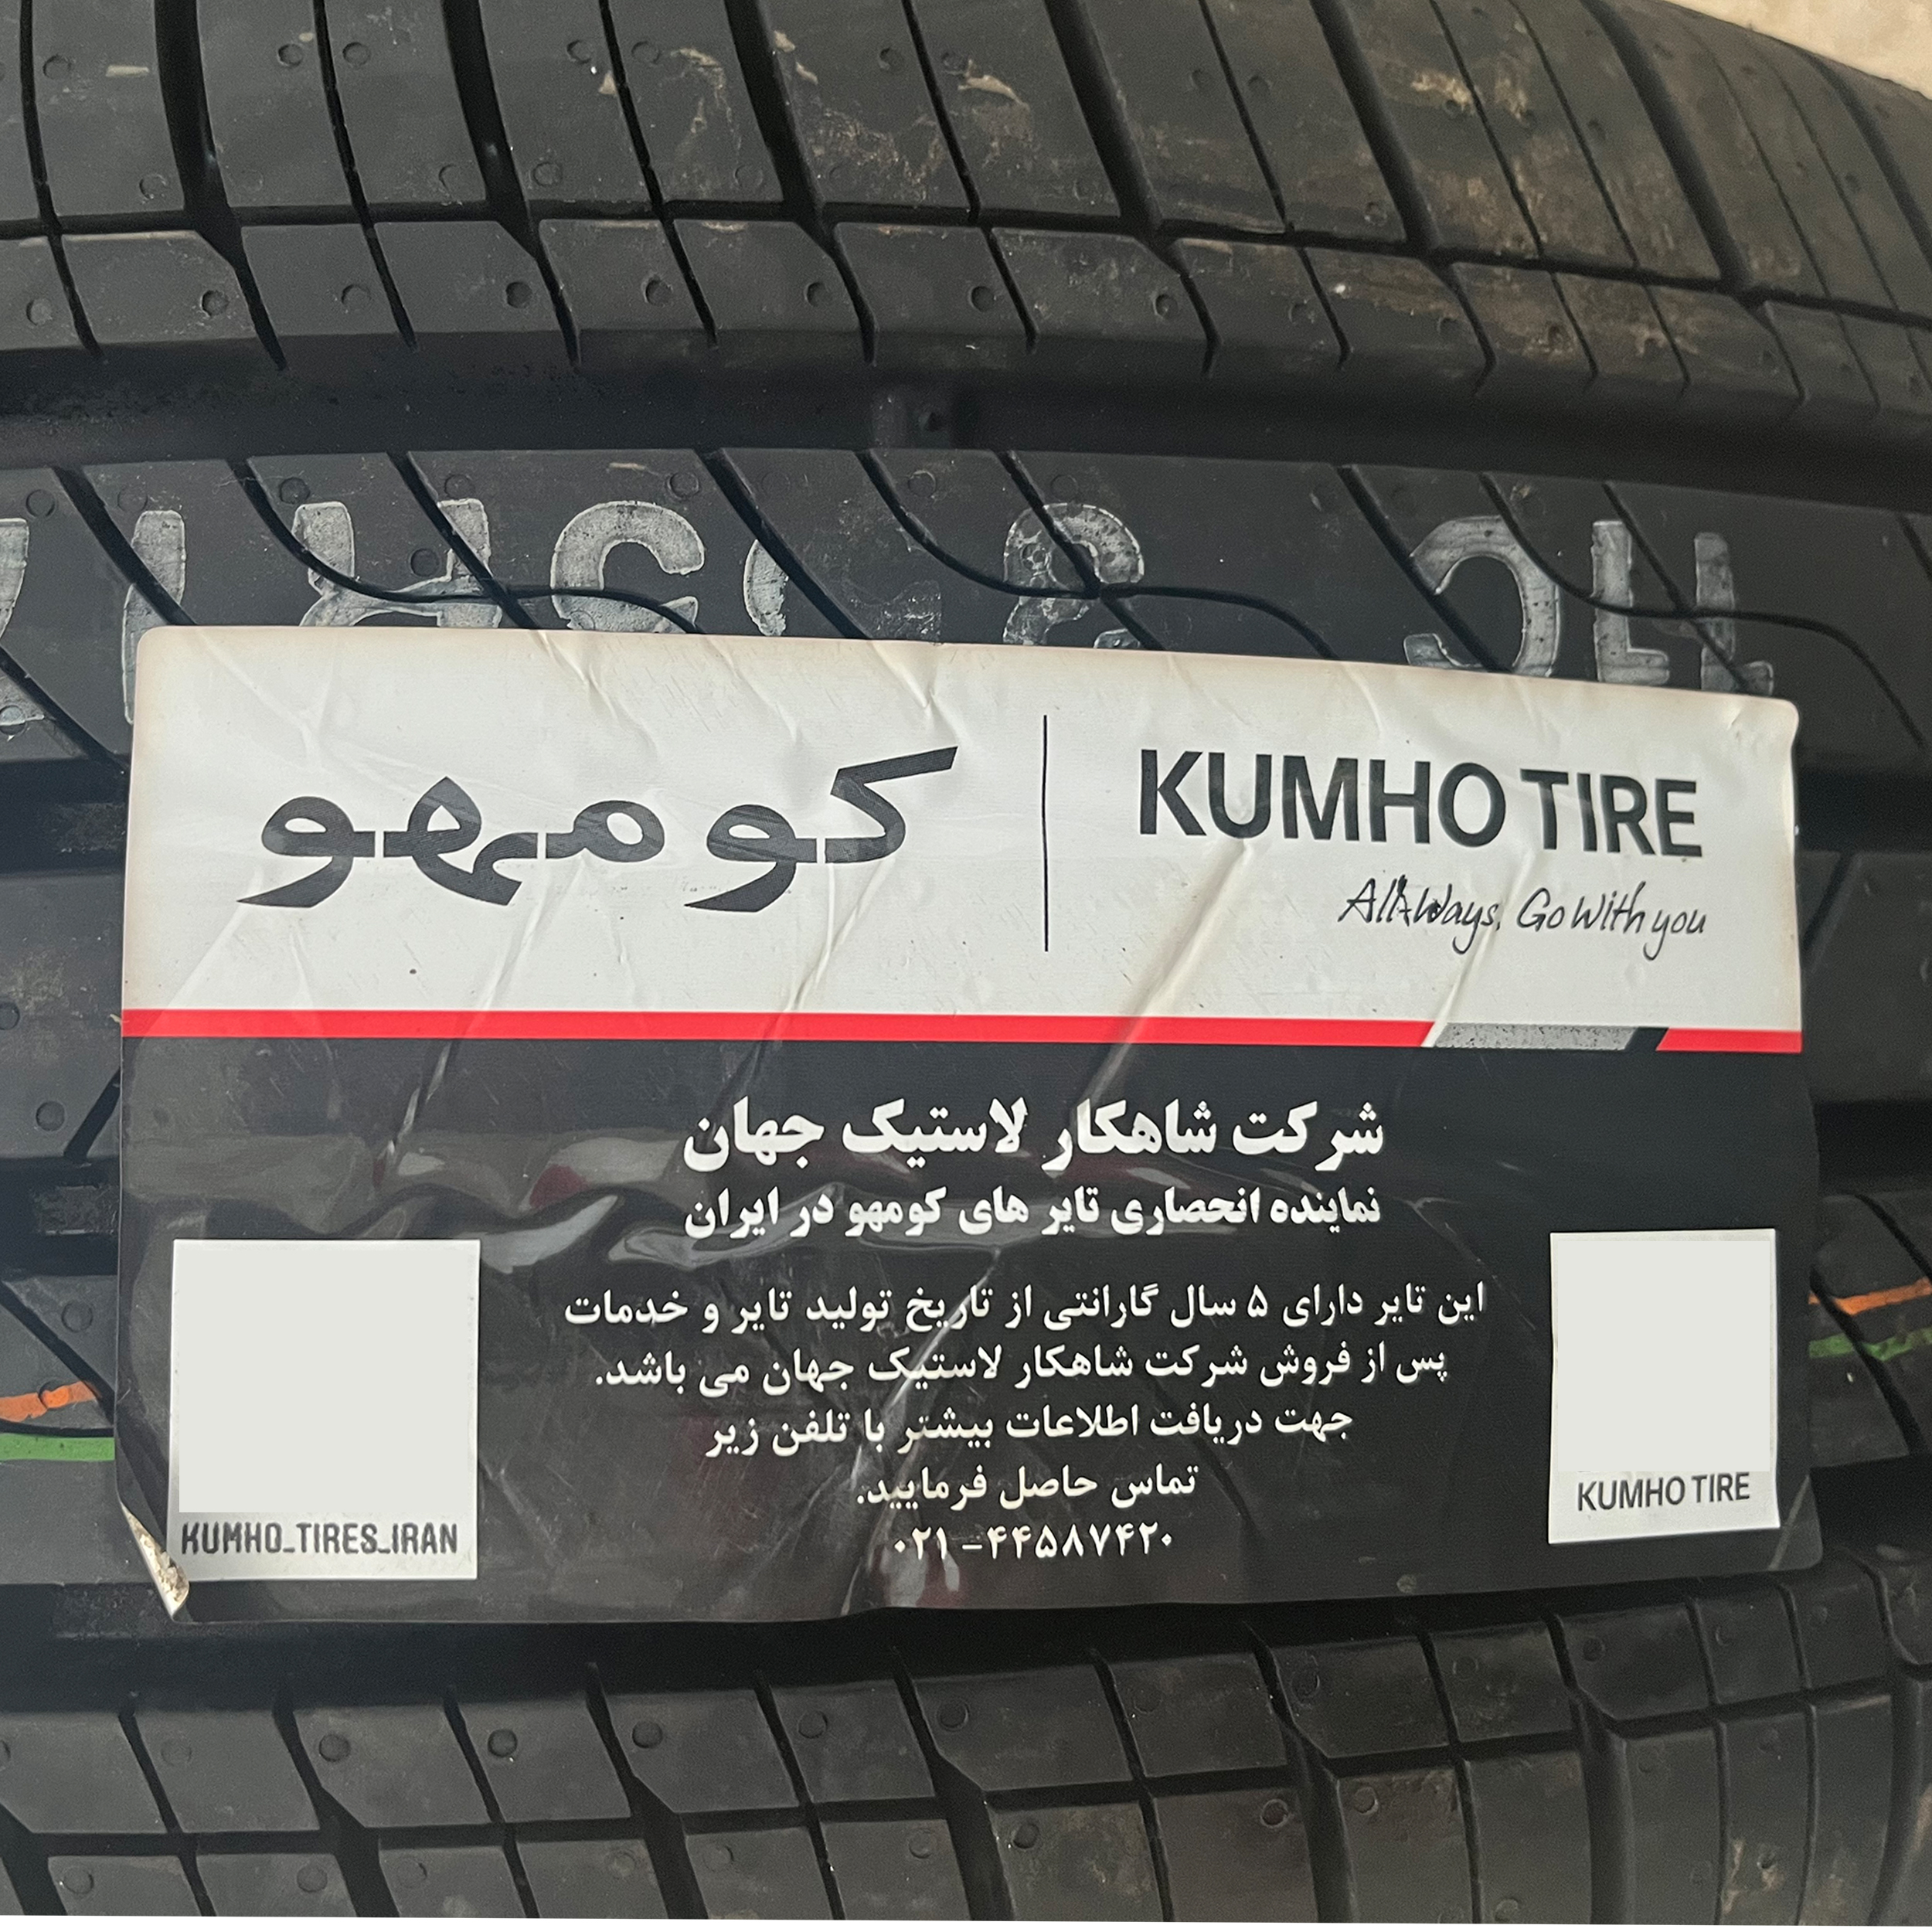 کومهو
KUMHO TIRE
All Ways, Go With you
شرکت شاهکار لاستیک جهان
نماینده انحصاری تایر های کومهو در ایران
این تایر دارای ۵ سال گارانتی از تاریخ تولید تایر و خدمات
پس از فروش شرکت شاهکار لاستیک جهان می باشد.
جهت دریافت اطلاعات بیشتر با تلفن زیر
تماس حاصل فرمایید.
۰۲۱ –۴۴۵۸۷۴۲۰
KUMHO TIRE
KUMHO_TIRES_IRAN